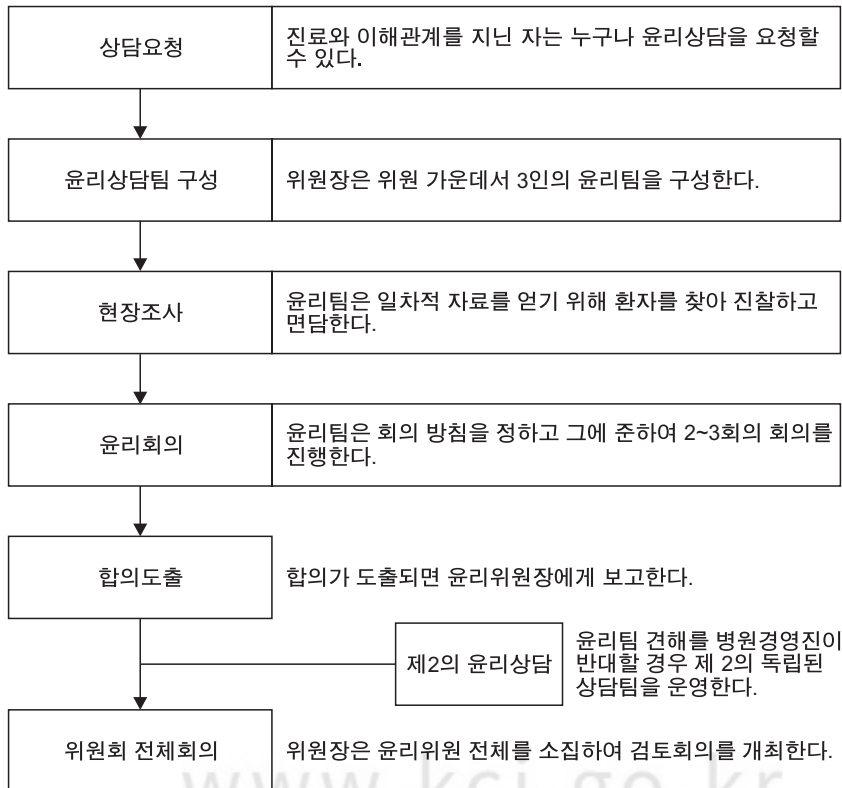 상담요청
진료와 이해관계를 지닌 자는 누구나 윤리상담을 요청할
수 있다.
윤리상담팀 구성
위원장은 위원 가운데서 3인의 윤리팀을 구성한다.
현장조사
윤리팀은 일차적 자료를 얻기 위해 환자를 찾아 진찰하고
면담한다.
윤리회의
윤리팀은 회의 방침을 정하고 그에 준하여 2~3회의 회의를
진행한다.
합의도출
합의가 도출되면 윤리위원장에게 보고한다.
제2의 윤리상담
윤리팀 견해를 병원경영진이
반대할 경우 제 2의 독립된
상담팀을 운영한다.
위원회 전체회의
위원장은 윤리위원 전체를 소집하여 검토회의를 개최한다.
www.kci.go.kr